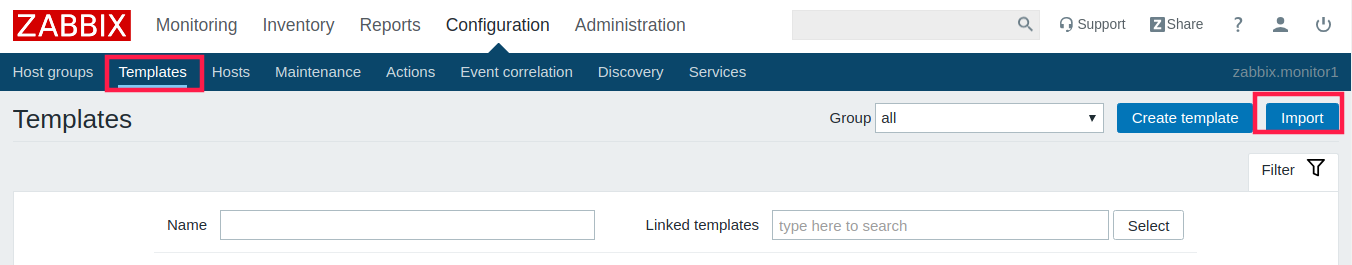 ZABBIX Monitoring Inventory Reports Configuration Administration Support Z Share ?
Host groups Templates Hosts Maintenance Actions Event correlation Discovery Services zabbix.monitor1
Templates Group all Create template Import
Filter
Name Linked templates type here to search Select